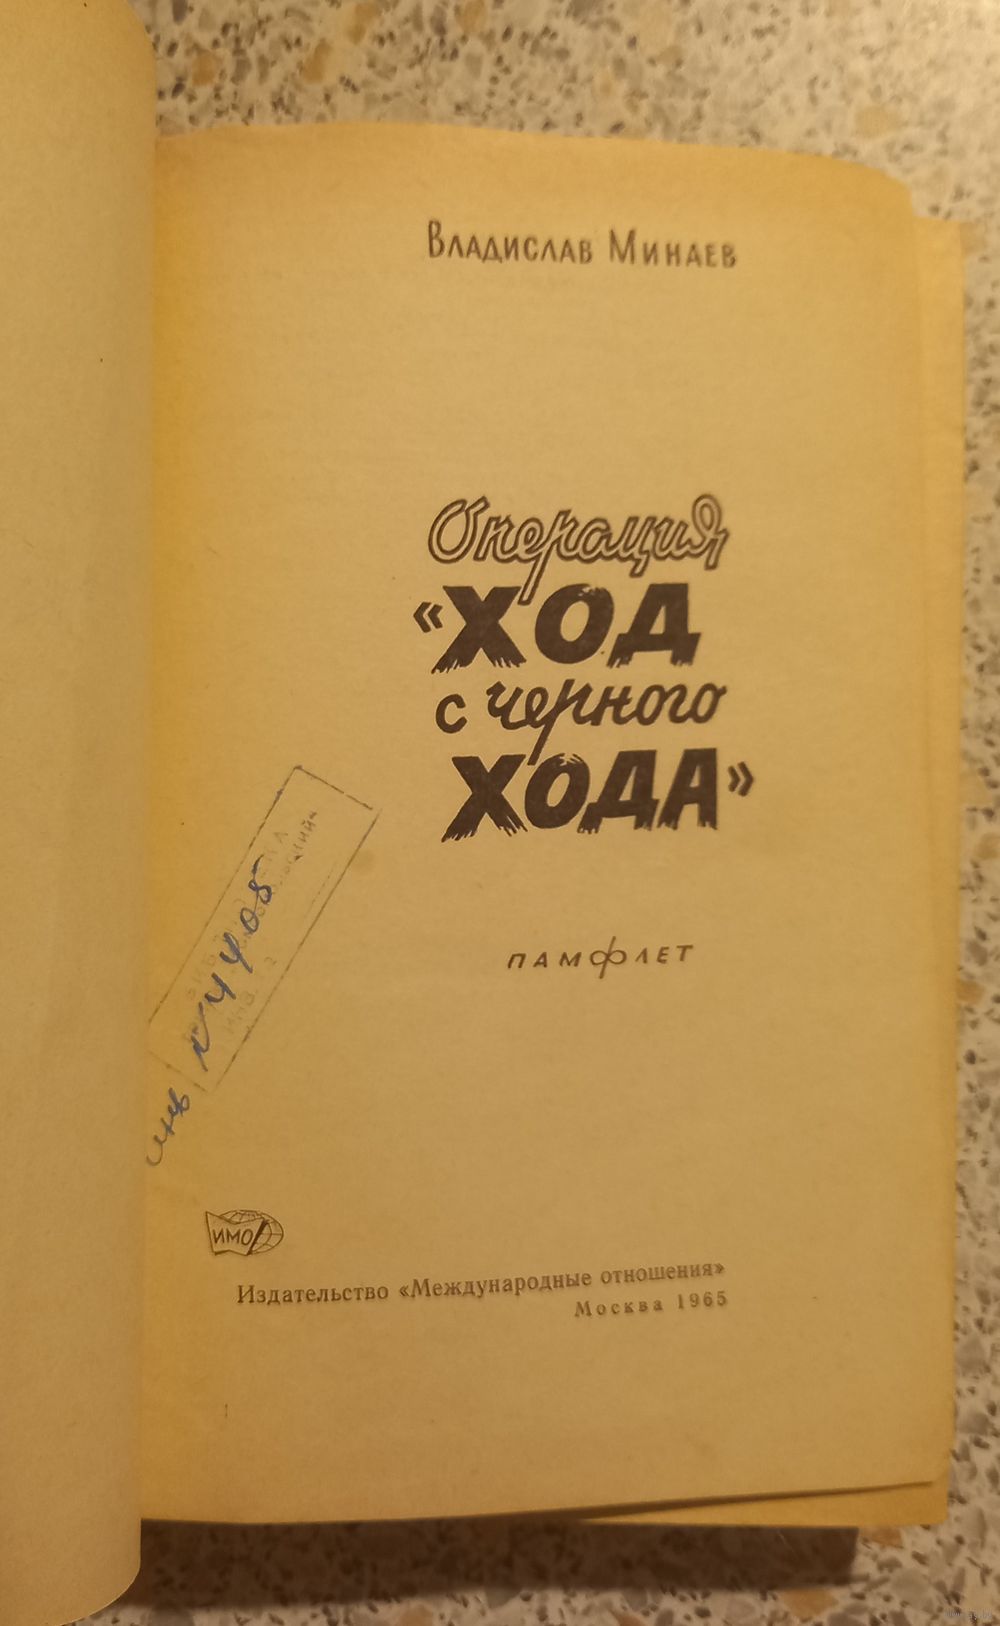 Владислав Минаев
Операция
«ХОД
с черного
ХОДА»
ПАМФЛЕТ
ИМО
Издательство «Международные отношения»
Москва 1965